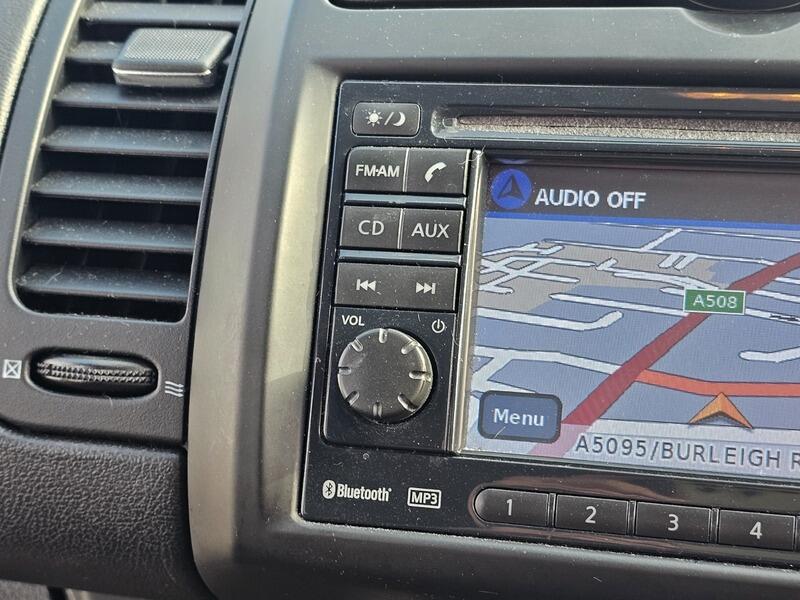 FM·AM
CD AUX
VOL
AUDIO OFF
A508
Menu
A5095/BURLEIGH R
Bluetooth®
MP3
1 2 3 4